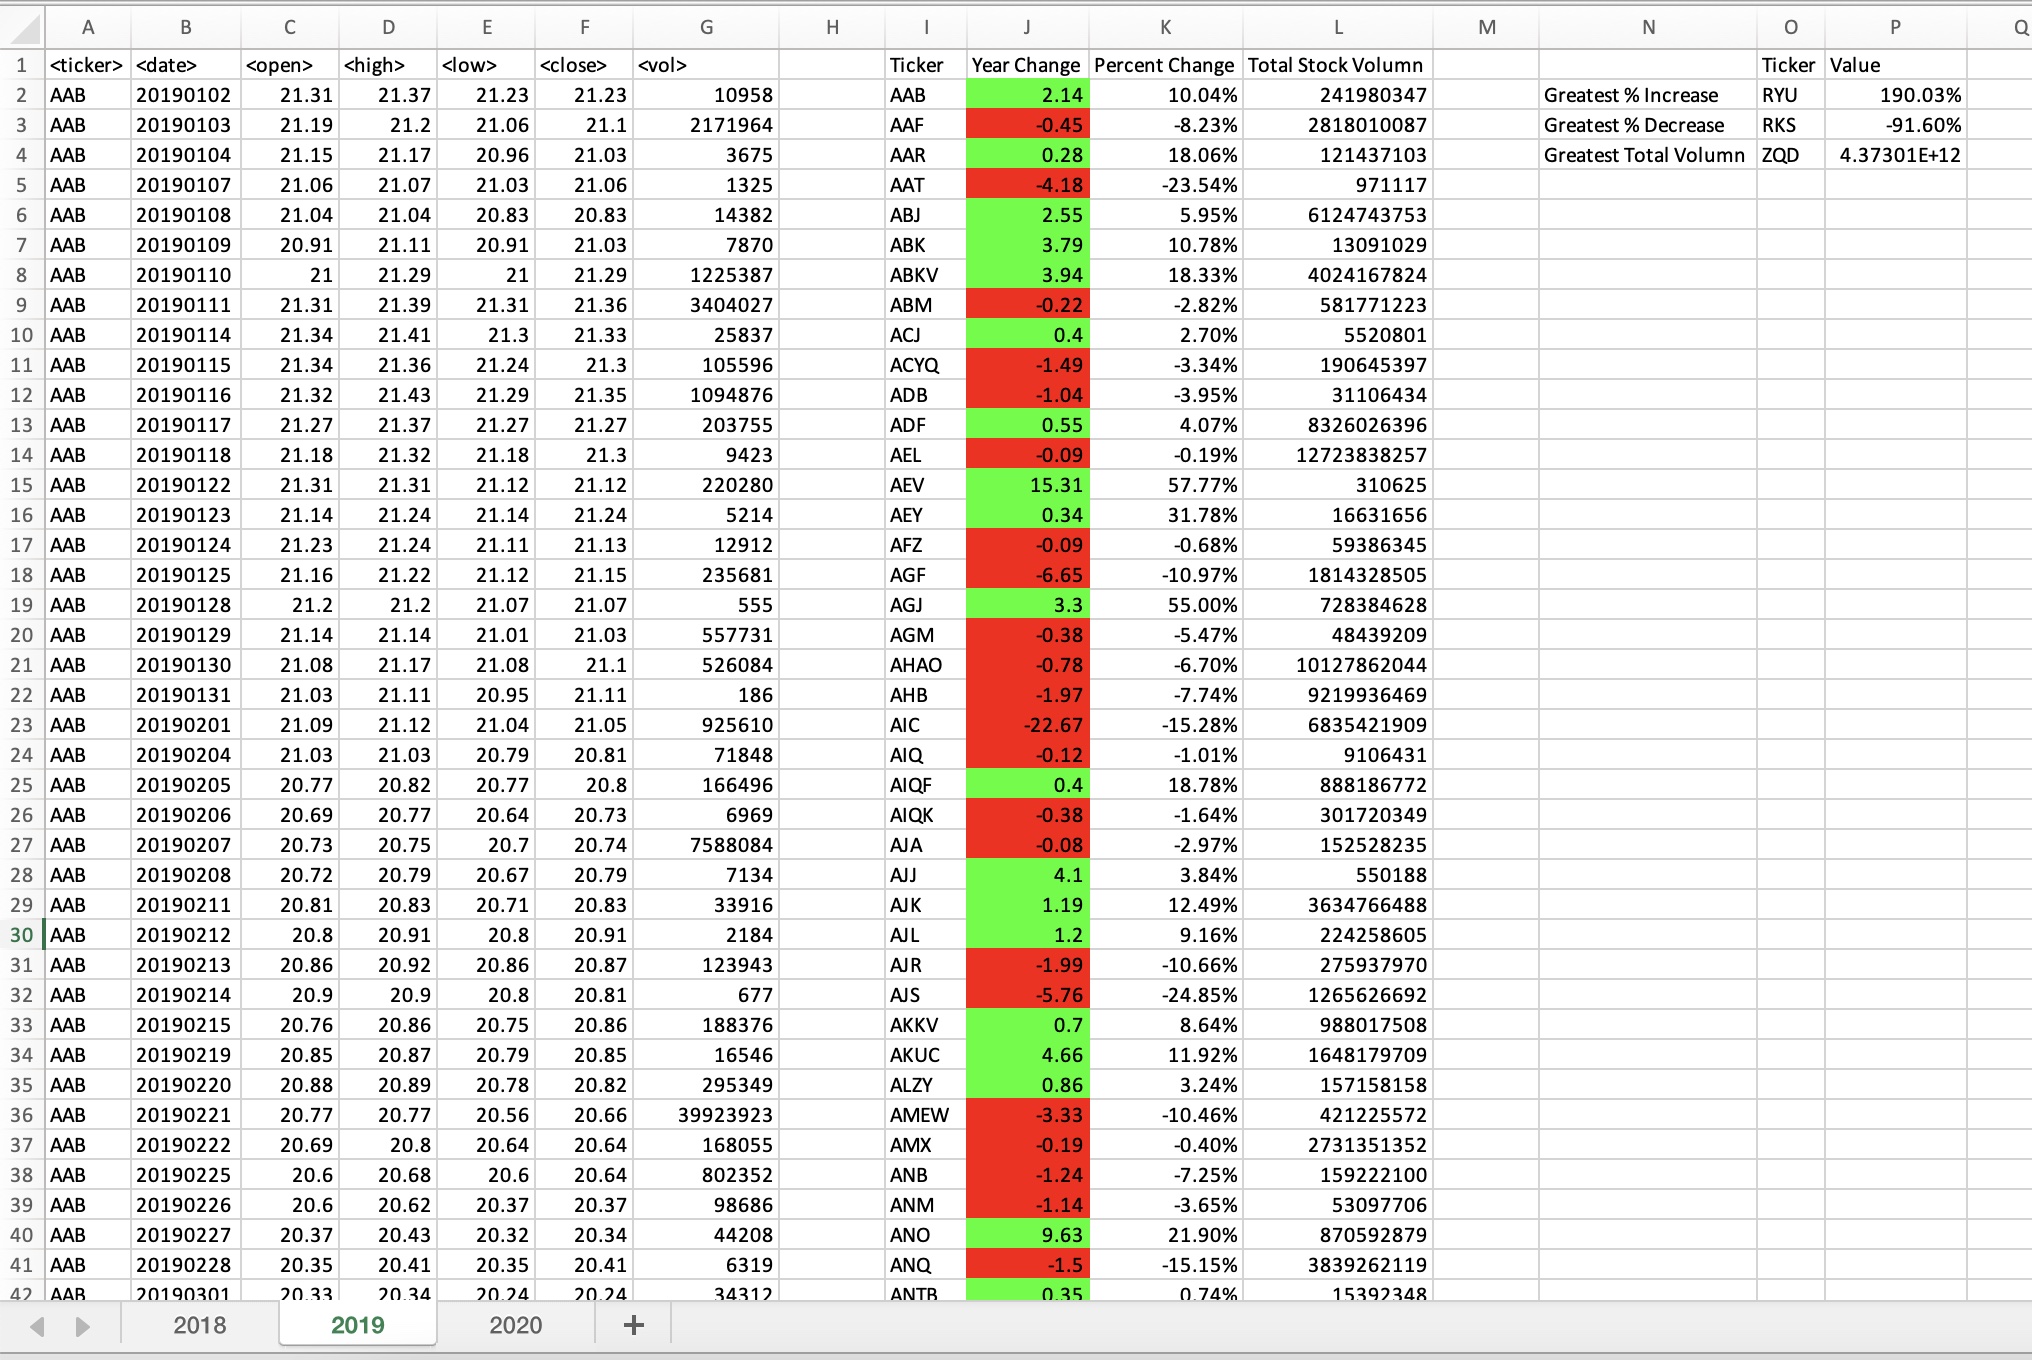 A B C D E F G H I J K L M N O P Q
1 <ticker> <date> <open> <high> <low> <close> <vol> Ticker Year Change Percent Change Total Stock Volumn Ticker Value
2 AAB 20190102 21.31 21.37 21.23 21.23 10958 AAB 2.14 10.04% 241980347 Greatest % Increase RYU 190.03%
3 AAB 20190103 21.19 21.2 21.06 21.1 2171964 AAF -0.45 -8.23% 2818010087 Greatest % Decrease RKS -91.60%
4 AAB 20190104 21.15 21.17 20.96 21.03 3675 AAR 0.28 18.06% 121437103 Greatest Total Volumn ZQD 4.37301E+12
5 AAB 20190107 21.06 21.07 21.03 21.06 1325 AAT -4.18 -23.54% 971117
6 AAB 20190108 21.04 21.04 20.83 20.83 14382 ABJ 2.55 5.95% 6124743753
7 AAB 20190109 20.91 21.11 20.91 21.03 7870 ABK 3.79 10.78% 13091029
8 AAB 20190110 21 21.29 21 21.29 1225387 ABKV 3.94 18.33% 4024167824
9 AAB 20190111 21.31 21.39 21.31 21.36 3404027 ABM -0.22 -2.82% 581771223
10 AAB 20190114 21.34 21.41 21.3 21.33 25837 ACJ 0.4 2.70% 5520801
11 AAB 20190115 21.34 21.36 21.24 21.3 105596 ACYQ -1.49 -3.34% 190645397
12 AAB 20190116 21.32 21.43 21.29 21.35 1094876 ADB -1.04 -3.95% 31106434
13 AAB 20190117 21.27 21.37 21.27 21.27 203755 ADF 0.55 4.07% 8326026396
14 AAB 20190118 21.18 21.32 21.18 21.3 9423 AEL -0.09 -0.19% 12723838257
15 AAB 20190122 21.31 21.31 21.12 21.12 220280 AEV 15.31 57.77% 310625
16 AAB 20190123 21.14 21.24 21.14 21.24 5214 AEY 0.34 31.78% 16631656
17 AAB 20190124 21.23 21.24 21.11 21.13 12912 AFZ -0.09 -0.68% 59386345
18 AAB 20190125 21.16 21.22 21.12 21.15 235681 AGF -6.65 -10.97% 1814328505
19 AAB 20190128 21.2 21.2 21.07 21.07 555 AGJ 3.3 55.00% 728384628
20 AAB 20190129 21.14 21.14 21.01 21.03 557731 AGM -0.38 -5.47% 48439209
21 AAB 20190130 21.08 21.17 21.08 21.1 526084 AHAO -0.78 -6.70% 10127862044
22 AAB 20190131 21.03 21.11 20.95 21.11 186 AHB -1.97 -7.74% 9219936469
23 AAB 20190201 21.09 21.12 21.04 21.05 925610 AIC -22.67 -15.28% 6835421909
24 AAB 20190204 21.03 21.03 20.79 20.81 71848 AIQ -0.12 -1.01% 9106431
25 AAB 20190205 20.77 20.82 20.77 20.8 166496 AIQF 0.4 18.78% 888186772
26 AAB 20190206 20.69 20.77 20.64 20.73 6969 AIQK -0.38 -1.64% 301720349
27 AAB 20190207 20.73 20.75 20.7 20.74 7588084 AJA -0.08 -2.97% 152528235
28 AAB 20190208 20.72 20.79 20.67 20.79 7134 AJJ 4.1 3.84% 550188
29 AAB 20190211 20.81 20.83 20.71 20.83 33916 AJK 1.19 12.49% 3634766488
30 AAB 20190212 20.8 20.91 20.8 20.91 2184 AJL 1.2 9.16% 224258605
31 AAB 20190213 20.86 20.92 20.86 20.87 123943 AJR -1.99 -10.66% 275937970
32 AAB 20190214 20.9 20.9 20.8 20.81 677 AJS -5.76 -24.85% 1265626692
33 AAB 20190215 20.76 20.86 20.75 20.86 188376 AKKV 0.7 8.64% 988017508
34 AAB 20190219 20.85 20.87 20.79 20.85 16546 AKUC 4.66 11.92% 1648179709
35 AAB 20190220 20.88 20.89 20.78 20.82 295349 ALZY 0.86 3.24% 157158158
36 AAB 20190221 20.77 20.77 20.56 20.66 39923923 AMEW -3.33 -10.46% 421225572
37 AAB 20190222 20.69 20.8 20.64 20.64 168055 AMX -0.19 -0.40% 2731351352
38 AAB 20190225 20.6 20.68 20.6 20.64 802352 ANB -1.24 -7.25% 159222100
39 AAB 20190226 20.6 20.62 20.37 20.37 98686 ANM -1.14 -3.65% 53097706
40 AAB 20190227 20.37 20.43 20.32 20.34 44208 ANO 9.63 21.90% 870592879
41 AAB 20190228 20.35 20.41 20.35 20.41 6319 ANQ -1.5 -15.15% 3839262119
42 AAB 20190301 20.33 20.34 20.24 20.24 34312 ANTB 0.35 0.74% 15392348
2018 2019 2020 +